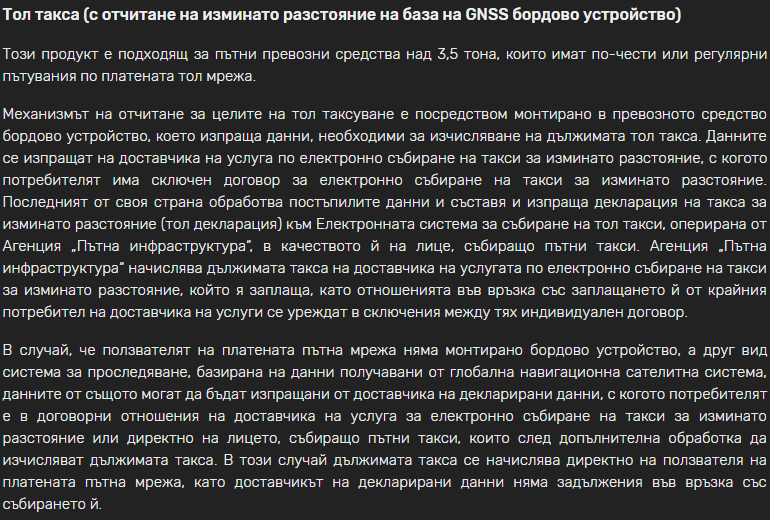 Тол такса (с отчитане на изминато разстояние на база на GNSS бордово устройство)
Този продукт е подходящ за пътни превозни средства над 3,5 тона, които имат по-чести или регулярни
пътувания по платената тол мрежа.
Механизмът на отчитане за целите на тол таксуване е посредством монтирано в превозното средство
бордово устройство, което изпраща данни, необходими за изчисляване на дължимата тол такса. Данните
се изпращат на доставчика на услуга по електронно събиране на такси за изминато разстояние, с когото
потребителят има сключен договор за електронно събиране на такси за изминато разстояние.
Последният от своя страна обработва постъпилите данни и съставя и изпраща декларация на такса за
изминато разстояние (тол декларация) към Електронната система за събиране на тол такси, оперирана от
Агенция „Пътна инфраструктура“, в качеството ѝ на лице, събиращо пътни такси. Агенция „Пътна
инфраструктура“ начислява дължимата такса на доставчика на услугата по електронно събиране на такси
за изминато разстояние, който я заплаща, като отношенията във връзка със заплащането ѝ от крайния
потребител на доставчика на услуги се уреждат в сключения между тях индивидуален договор.
В случай, че ползвателят на платената пътна мрежа няма монтирано бордово устройство, а друг вид
система за проследяване, базирана на данни получавани от глобална навигационна сателитна система,
данните от същото могат да бъдат изпращани от доставчика на декларирани данни, с когото потребителят
е в договорни отношения на доставчика на услуга за електронно събиране на такси за изминато
разстояние или директно на лицето, събиращо пътни такси, които след допълнителна обработка да
изчисляват дължимата такса. В този случай дължимата такса се начислява директно на ползвателя на
платената пътна мрежа, като доставчикът на декларирани данни няма задължения във връзка със
събирането ѝ.